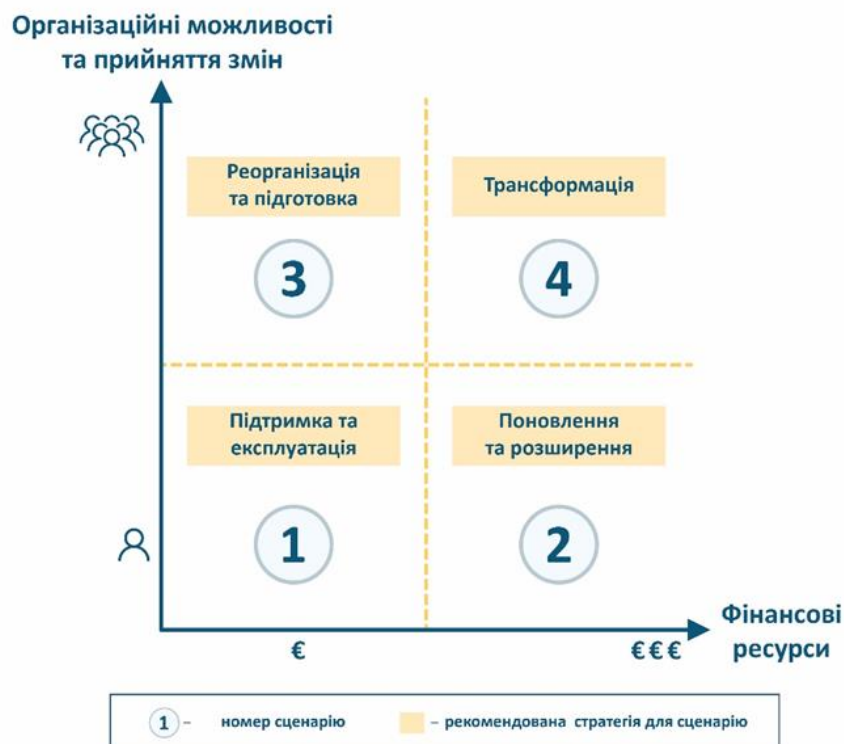 Організаційні можливості
та прийняття змін
Реорганізація
та підготовка
Трансформація
3
4
Підтримка та
експлуатація
Поновлення
та розширення
1
2
€
€€€
Фінансові
ресурси
1 – номер сценарію
– рекомендована стратегія для сценарію